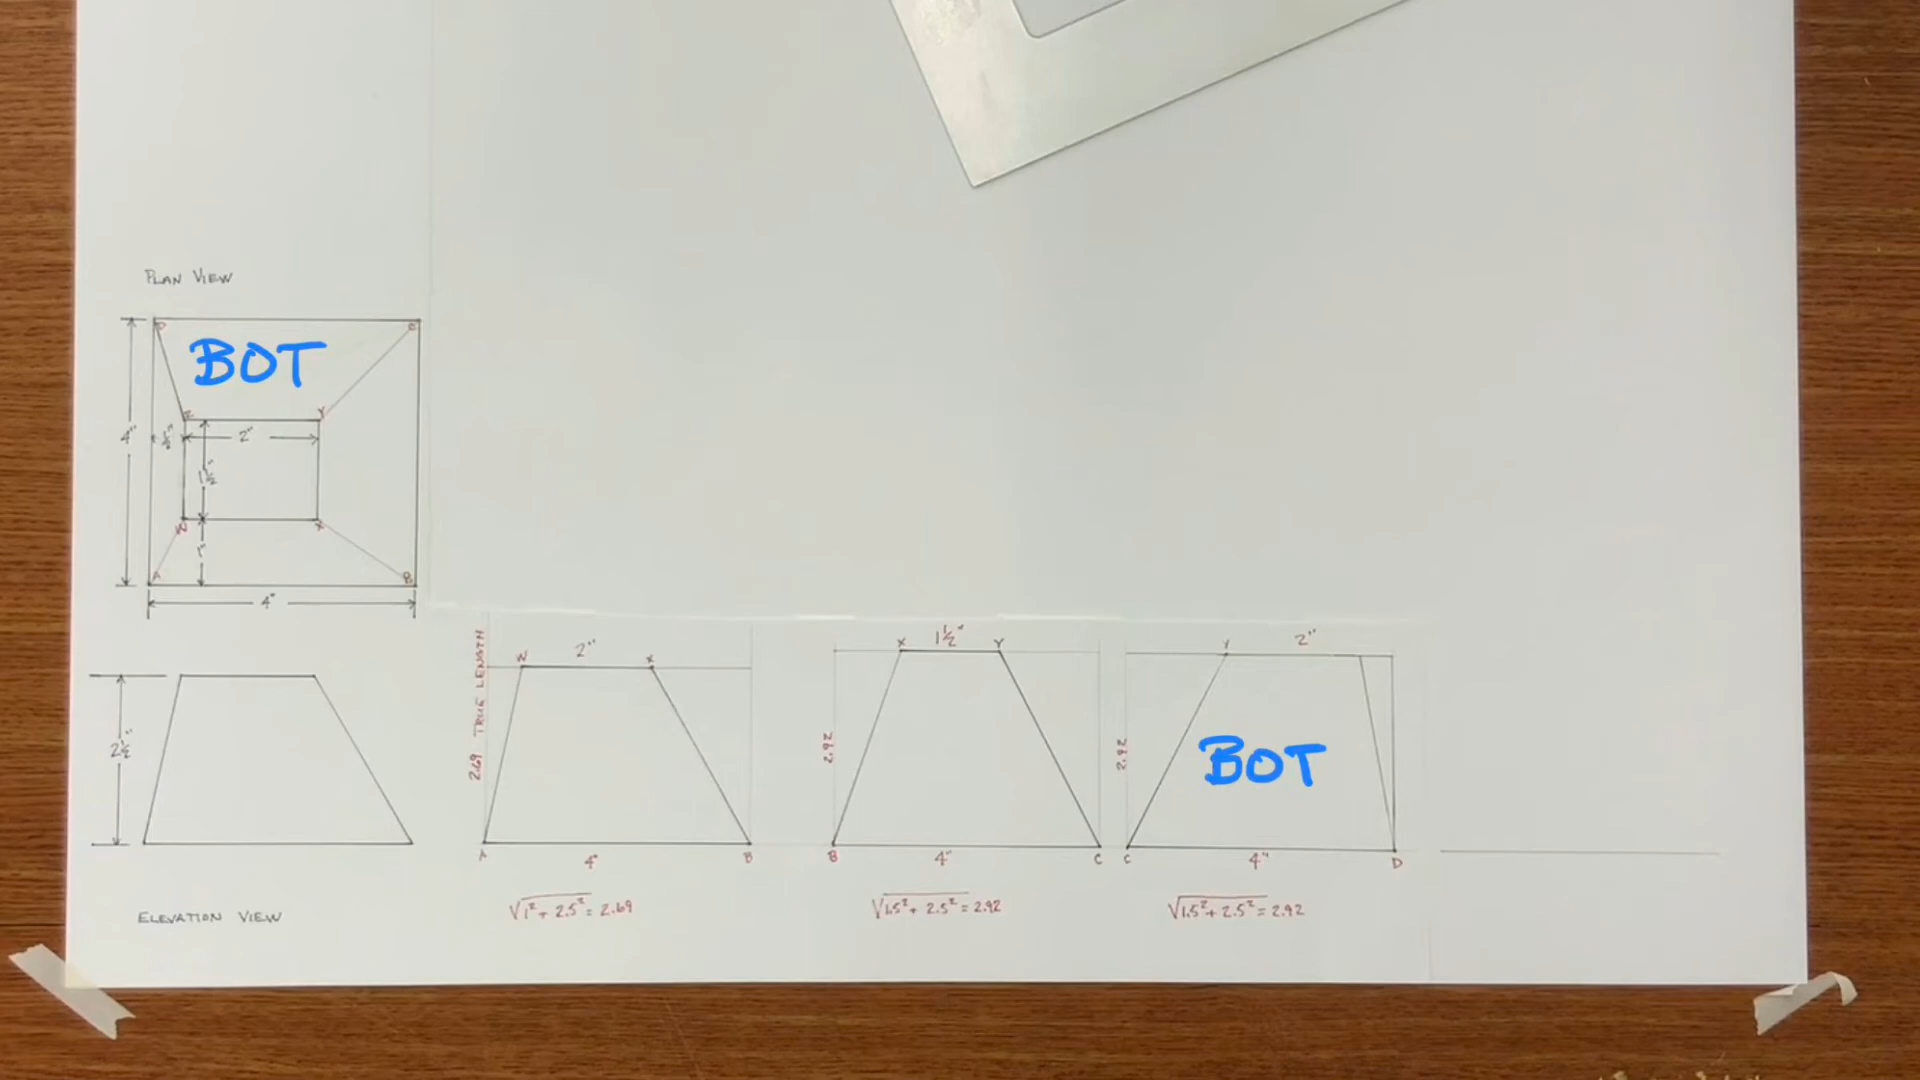 PLAN VIEW
D
C
BOT
Z
Y
4"
1/2"
2"
1 1/2"
W
X
1"
A
B
4"
2 1/2"
ELEVATION VIEW
2.69 TRUE LENGTH
W
2"
X
A
4"
B
√1² + 2.5² = 2.69
X
1 1/2"
Y
2.92
B
4"
C
√1.5² + 2.5² = 2.92
Y
2"
2.92
BOT
C
4"
D
√1.5² + 2.5² = 2.92